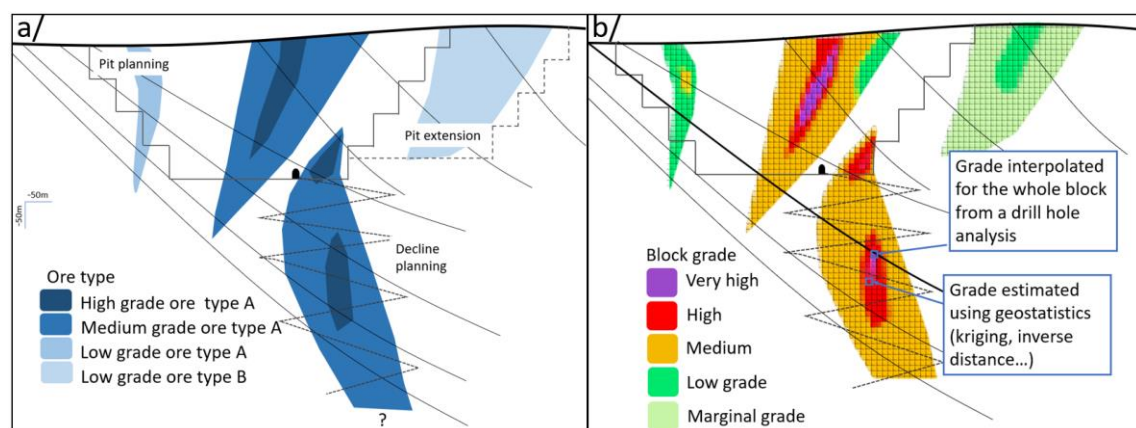 a/
Pit planning
Pit extension
-50m
-50m
Decline
planning
Ore type
High grade ore type A
Medium grade ore type A
Low grade ore type A
Low grade ore type B
?
b/
Grade interpolated
for the whole block
from a drill hole
analysis
Block grade
Very high
High
Medium
Low grade
Marginal grade
Grade estimated
using geostatistics
(kriging, inverse
distance...)